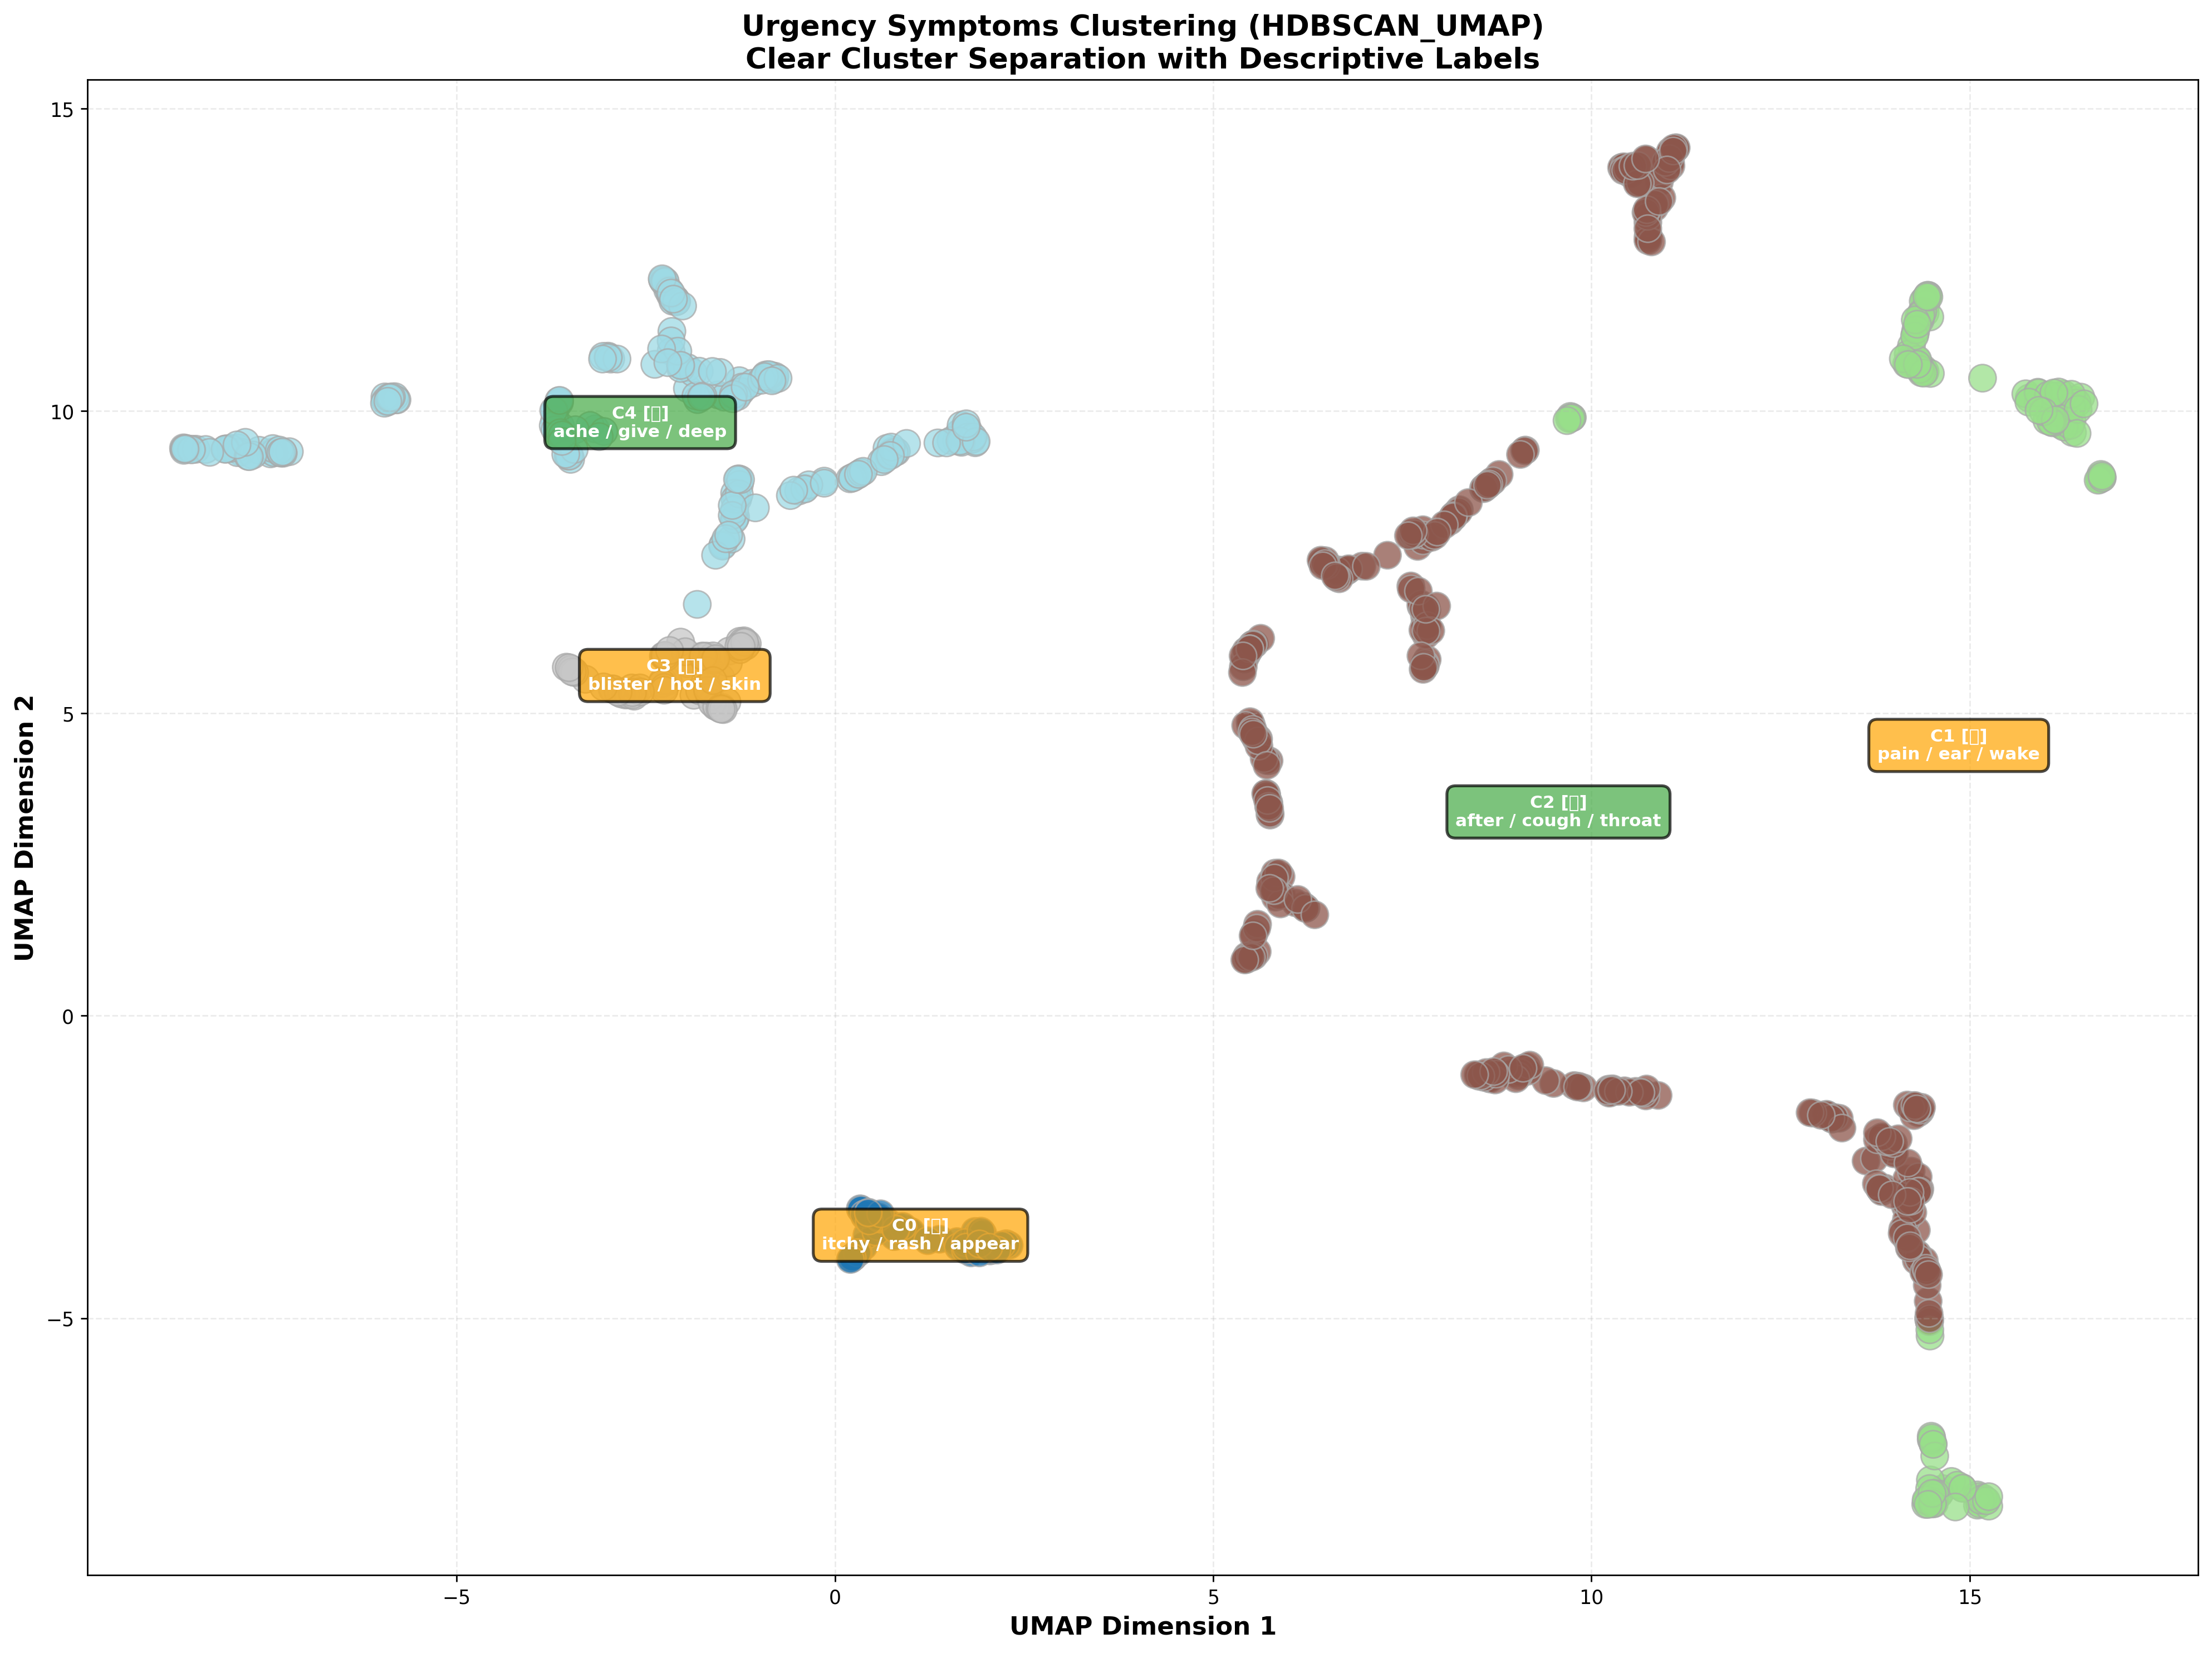 Urgency Symptoms Clustering (HDBSCAN_UMAP)
Clear Cluster Separation with Descriptive Labels
15
10
5
0
−5
UMAP Dimension 2
C4 [▯]
ache / give / deep
C3 [▯]
blister / hot / skin
C1 [▯]
pain / ear / wake
C2 [▯]
after / cough / throat
C0 [▯]
itchy / rash / appear
−5
0
5
10
15
UMAP Dimension 1